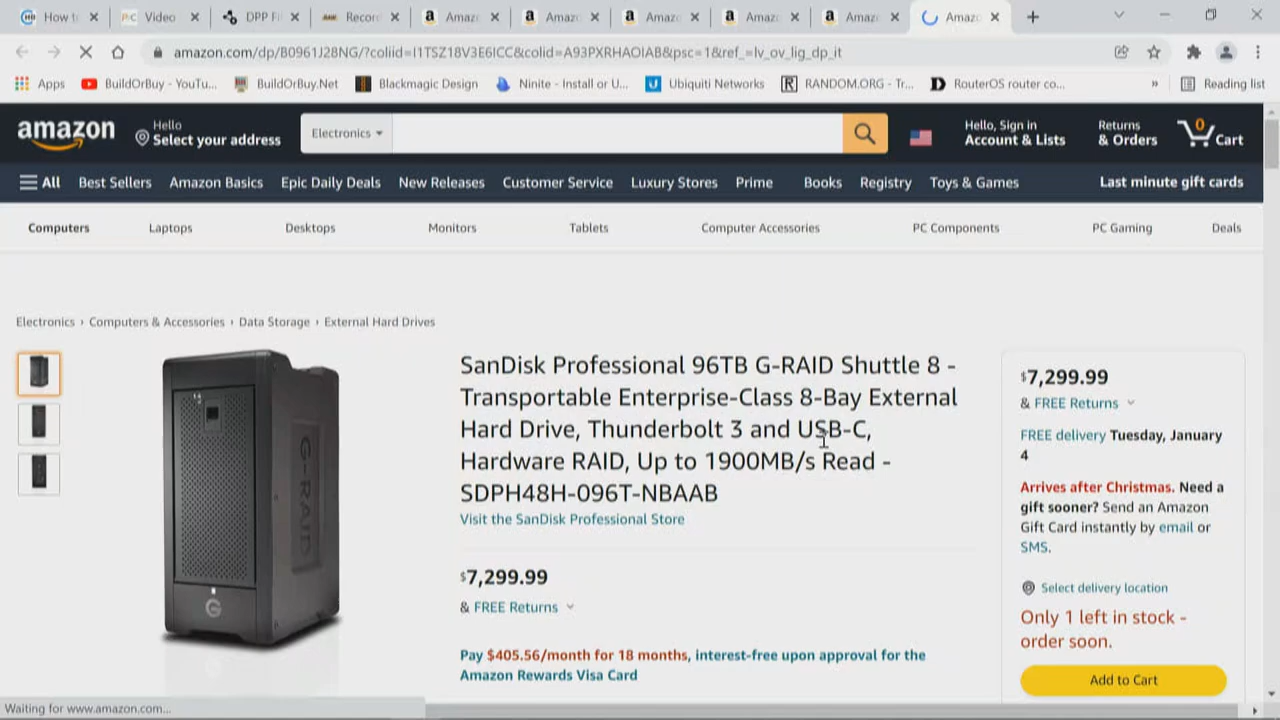 How t
Video
DPP Fi
Recor
Amaz
Amaz
Amaz
Amaz
Amaz
Amaz
amazon.com/dp/B0961J28NG/?coliid=I1TSZ18V3E6ICC&colid=A93PXRHAOIAB&psc=1&ref_=lv_ov_lig_dp_it
Apps
BuildOrBuy - YouTu...
BuildOrBuy.Net
Blackmagic Design
Ninite - Install or U...
Ubiquiti Networks
RANDOM.ORG - Tr...
RouterOS router co...
»
Reading list
amazon
Hello
Select your address
Electronics
Hello, Sign in
Account & Lists
Returns
& Orders
0
Cart
All
Best Sellers
Amazon Basics
Epic Daily Deals
New Releases
Customer Service
Luxury Stores
Prime
Books
Registry
Toys & Games
Last minute gift cards
Computers
Laptops
Desktops
Monitors
Tablets
Computer Accessories
PC Components
PC Gaming
Deals
Electronics › Computers & Accessories › Data Storage › External Hard Drives
G-RAID
SanDisk Professional 96TB G-RAID Shuttle 8 -
Transportable Enterprise-Class 8-Bay External
Hard Drive, Thunderbolt 3 and USB-C,
Hardware RAID, Up to 1900MB/s Read -
SDPH48H-096T-NBAAB
Visit the SanDisk Professional Store
$7,299.99
& FREE Returns
Pay $405.56/month for 18 months, interest-free upon approval for the
Amazon Rewards Visa Card
$7,299.99
& FREE Returns
FREE delivery Tuesday, January
4
Arrives after Christmas. Need a
gift sooner? Send an Amazon
Gift Card instantly by email or
SMS.
Select delivery location
Only 1 left in stock -
order soon.
Add to Cart
Waiting for www.amazon.com...